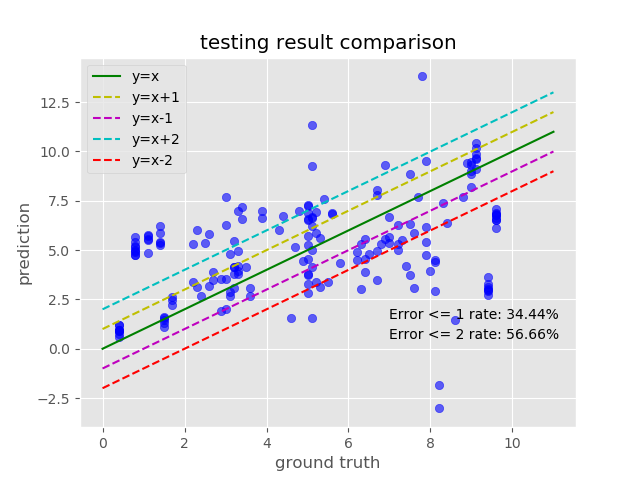 testing result comparison
y=x
y=x+1
y=x-1
y=x+2
y=x-2
12.5
10.0
7.5
5.0
2.5
0.0
−2.5
prediction
Error <= 1 rate: 34.44%
Error <= 2 rate: 56.66%
0 2 4 6 8 10
ground truth